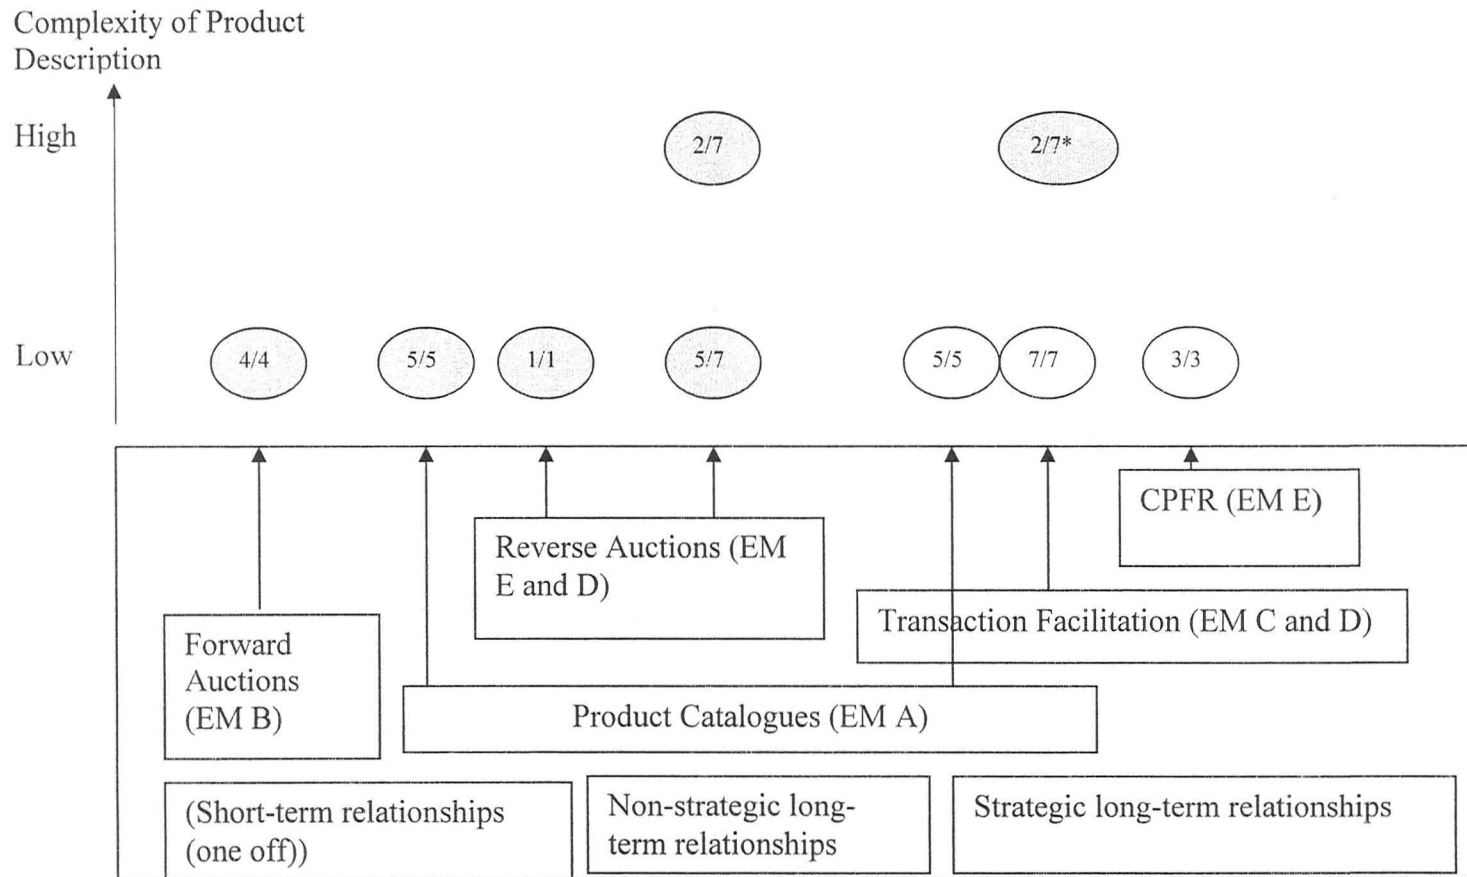 Complexity of Product
Description
High
2/7
2/7*
Low
4/4
5/5
1/1
5/7
5/5
7/7
3/3
CPFR (EM E)
Reverse Auctions (EM
E and D)
Transaction Facilitation (EM C and D)
Forward
Auctions
(EM B)
Product Catalogues (EM A)
(Short-term relationships
(one off))
Non-strategic long-
term relationships
Strategic long-term relationships